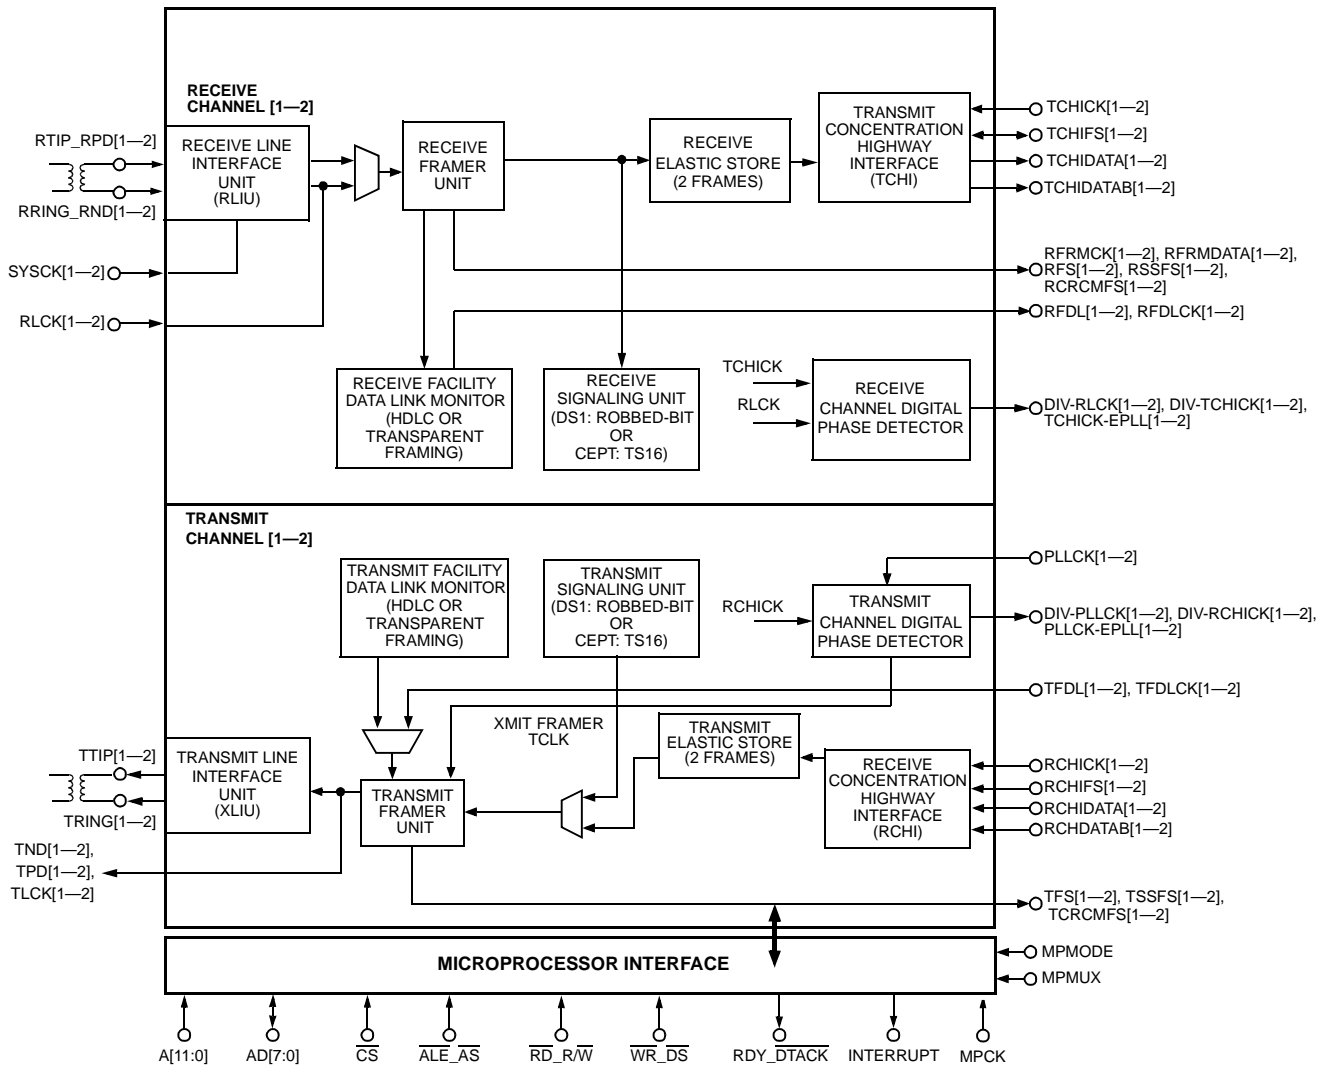 RECEIVE
CHANNEL [1—2]
RTIP_RPD[1—2]
RRING_RND[1—2]
RECEIVE LINE
INTERFACE
UNIT
(RLIU)
RECEIVE
FRAMER
UNIT
RECEIVE
ELASTIC STORE
(2 FRAMES)
TRANSMIT
CONCENTRATION
HIGHWAY
INTERFACE
(TCHI)
TCHICK[1—2]
TCHIFS[1—2]
TCHIDATA[1—2]
TCHIDATAB[1—2]
SYSCK[1—2]
RLCK[1—2]
RFRMCK[1—2], RFRMDATA[1—2],
RFS[1—2], RSSFS[1—2],
RCRCMFS[1—2]
RFDL[1—2], RFDLCK[1—2]
RECEIVE FACILITY
DATA LINK MONITOR
(HDLC OR
TRANSPARENT
FRAMING)
RECEIVE
SIGNALING UNIT
(DS1: ROBBED-BIT
OR
CEPT: TS16)
TCHICK
RLCK
RECEIVE
CHANNEL DIGITAL
PHASE DETECTOR
DIV-RLCK[1—2], DIV-TCHICK[1—2],
TCHICK-EPLL[1—2]
TRANSMIT
CHANNEL [1—2]
TRANSMIT FACILITY
DATA LINK MONITOR
(HDLC OR
TRANSPARENT
FRAMING)
TRANSMIT
SIGNALING UNIT
(DS1: ROBBED-BIT
OR
CEPT: TS16)
RCHICK
TRANSMIT
CHANNEL DIGITAL
PHASE DETECTOR
PLLCK[1—2]
DIV-PLLCK[1—2], DIV-RCHICK[1—2],
PLLCK-EPLL[1—2]
TFDL[1—2], TFDLCK[1—2]
XMIT FRAMER
TCLK
TRANSMIT
ELASTIC STORE
(2 FRAMES)
TTIP[1—2]
TRING[1—2]
TRANSMIT LINE
INTERFACE
UNIT
(XLIU)
TRANSMIT
FRAMER
UNIT
RECEIVE
CONCENTRATION
HIGHWAY
INTERFACE
(RCHI)
RCHICK[1—2]
RCHIFS[1—2]
RCHIDATA[1—2]
RCHDATAB[1—2]
TND[1—2],
TPD[1—2],
TLCK[1—2]
TFS[1—2], TSSFS[1—2],
TCRCMFS[1—2]
MICROPROCESSOR INTERFACE
MPMODE
MPMUX
A[11:0]
AD[7:0]
CS
ALE_AS
RD_R/W
WR_DS
RDY_DTACK
INTERRUPT
MPCK